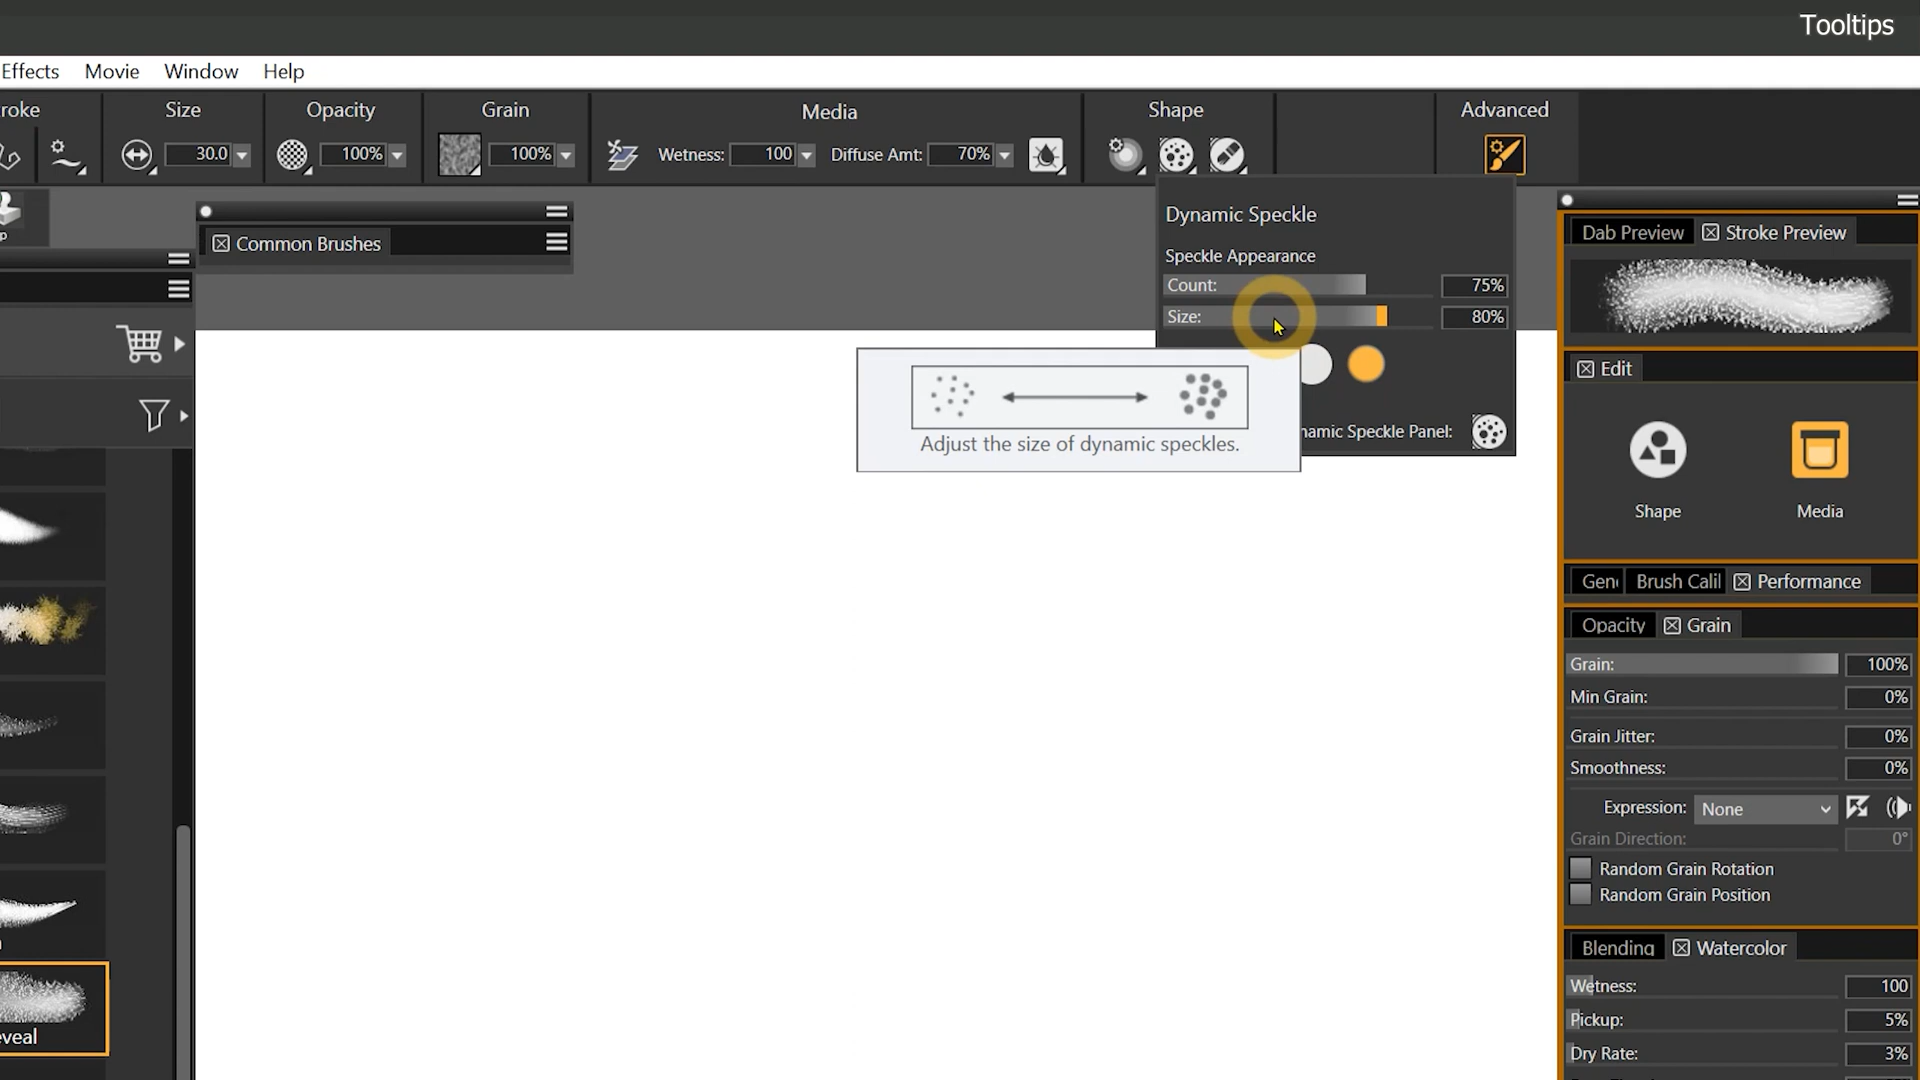 Tooltips
Effects Movie Window Help
roke Size Opacity Grain Media Shape Advanced
30.0 100% 100% Wetness: 100 Diffuse Amt: 70%
p
Common Brushes
Dynamic Speckle
Speckle Appearance
Count: 75%
Size: 80%
Adjust the size of dynamic speckles.
namic Speckle Panel:
Dab Preview Stroke Preview
Edit
Shape Media
Gen Brush Cali Performance
Opacity Grain
Grain: 100%
Min Grain: 0%
Grain Jitter: 0%
Smoothness: 0%
Expression: None
Grain Direction: 0°
Random Grain Rotation
Random Grain Position
Blending Watercolor
Wetness: 100
Pickup: 5%
Dry Rate: 3%
eveal